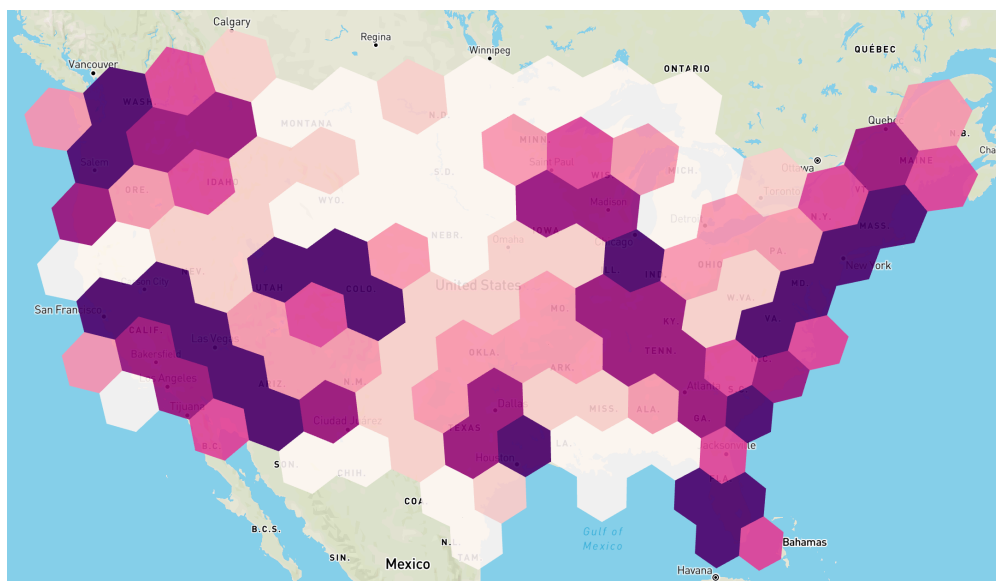 Calgary
Regina
Winnipeg
Vancouver
QUÉBEC
ONTARIO
WASH
MONTANA
N.D.
MINN.
Quebec
N.B.
MAINE
Cha
Salem
Saint Paul
WIS.
MICH.
Ottawa
ORE.
IDAHO
WYO.
S.D.
Madison
Toronto
N.Y.
VT.
MASS.
Detroit
IOWA
NEBR.
Omaha
Chicago
PA.
OHIO
IND.
NEV.
UTAH
COLO.
United States
New York
MD.
W.VA.
San Francisco
MO.
KY.
VA.
CALIF.
Las Vegas
Bakersfield
OKLA.
TENN.
N.C.
ARIZ.
N.M.
ARK.
Los Angeles
Atlanta
S.C.
Tijuana
Ciudad Juárez
Dallas
MISS.
ALA.
GA.
TEXAS
B.C.
LA.
Jacksonville
Houston
SON.
CHIH.
COA
Gulf of
Mexico
B.C.S.
N.L.
Bahamas
SIN.
Mexico
TAM
Havana